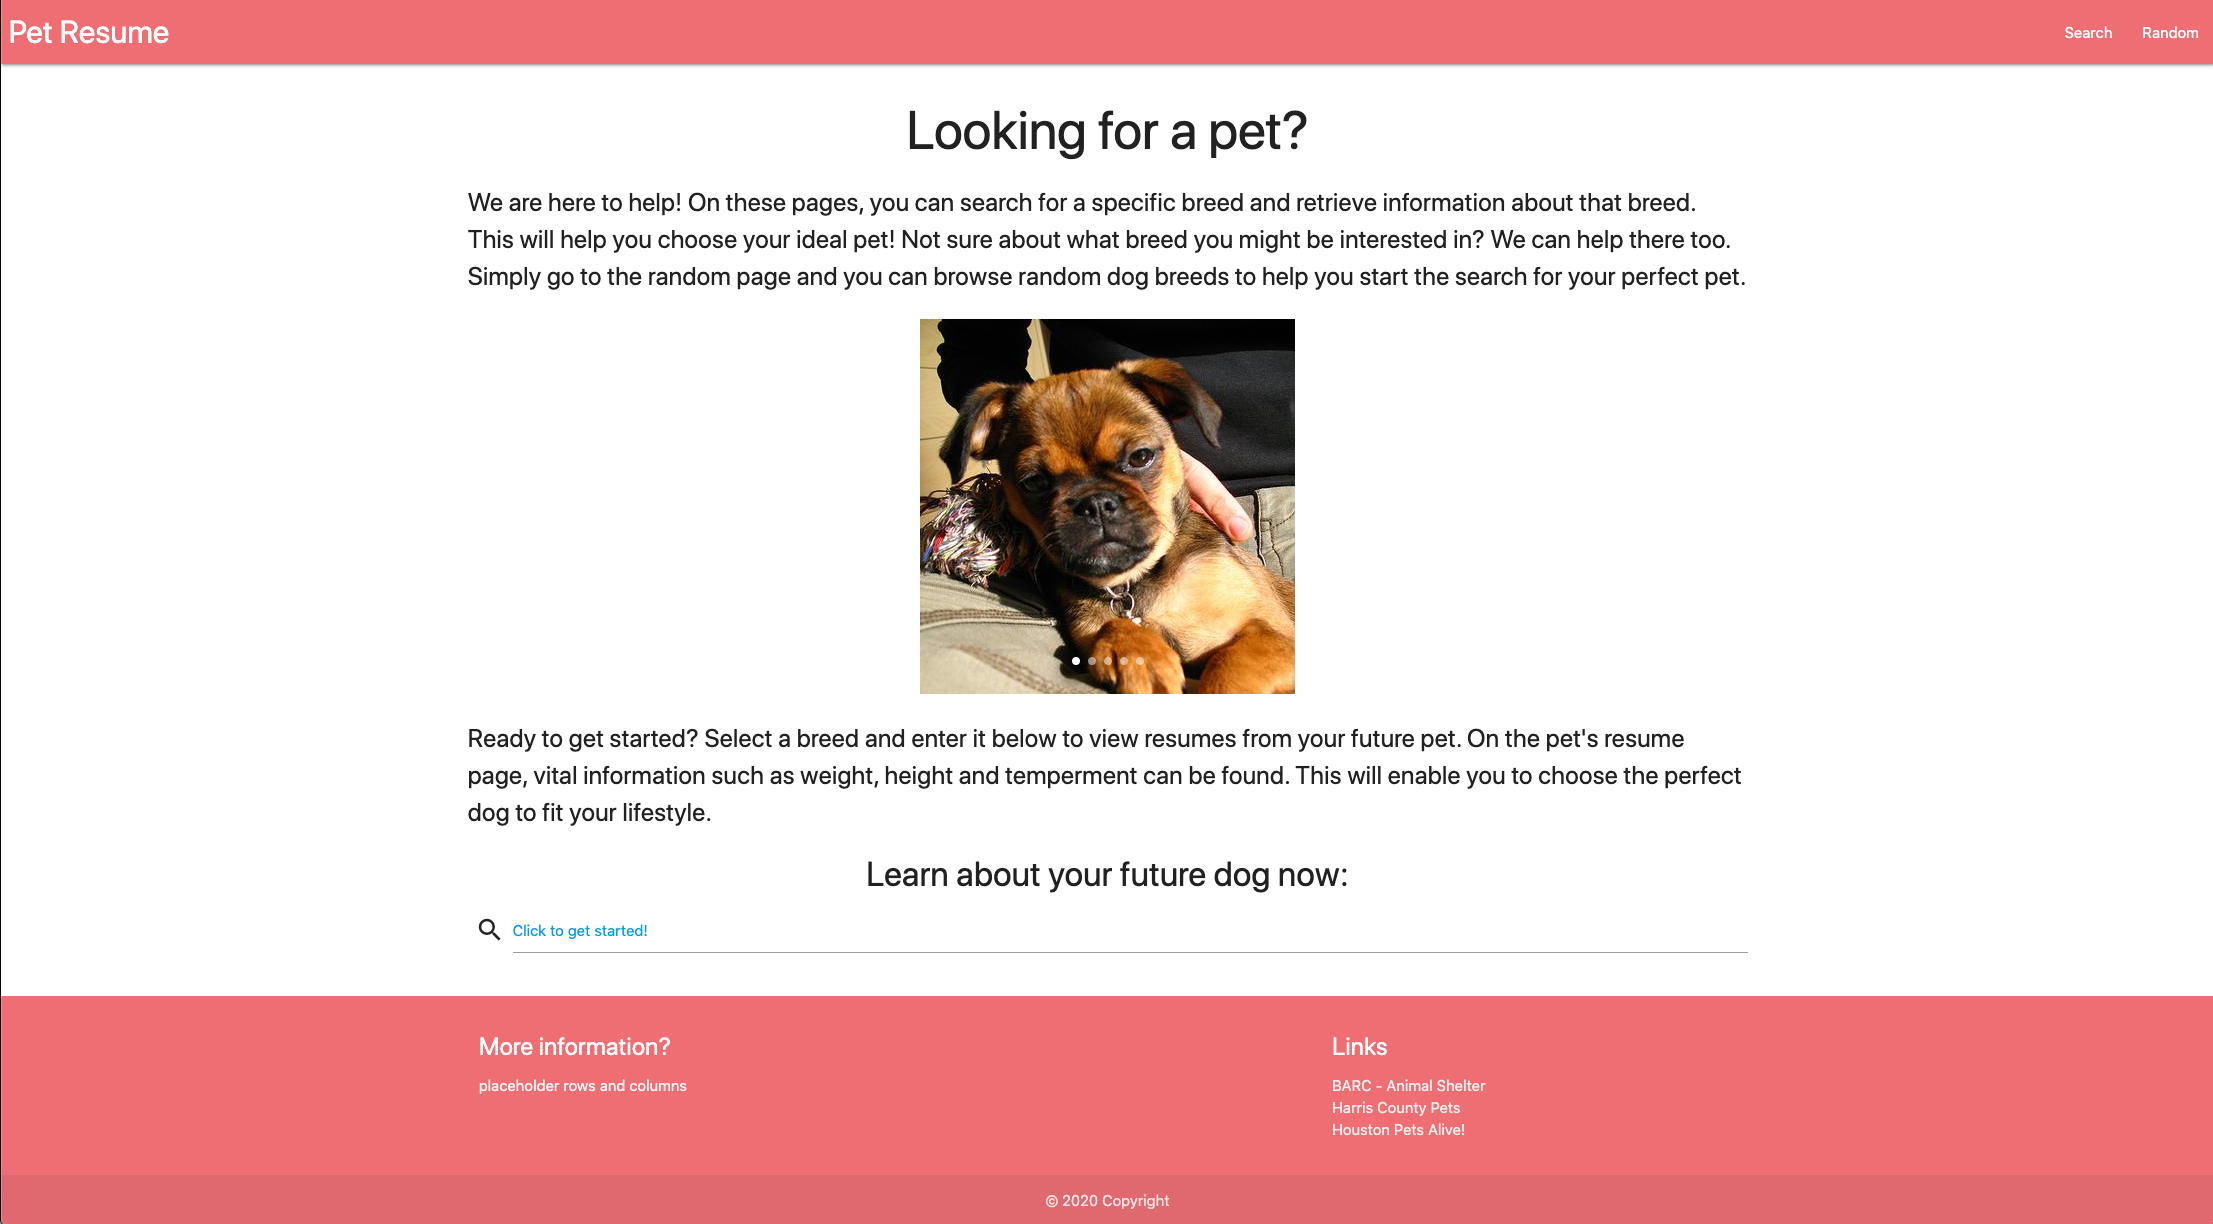 Pet Resume
Search
Random
Looking for a pet?
We are here to help! On these pages, you can search for a specific breed and retrieve information about that breed.
This will help you choose your ideal pet! Not sure about what breed you might be interested in? We can help there too.
Simply go to the random page and you can browse random dog breeds to help you start the search for your perfect pet.
Ready to get started? Select a breed and enter it below to view resumes from your future pet. On the pet's resume
page, vital information such as weight, height and temperment can be found. This will enable you to choose the perfect
dog to fit your lifestyle.
Learn about your future dog now:
Click to get started!
More information?
placeholder rows and columns
Links
BARC - Animal Shelter
Harris County Pets
Houston Pets Alive!
© 2020 Copyright